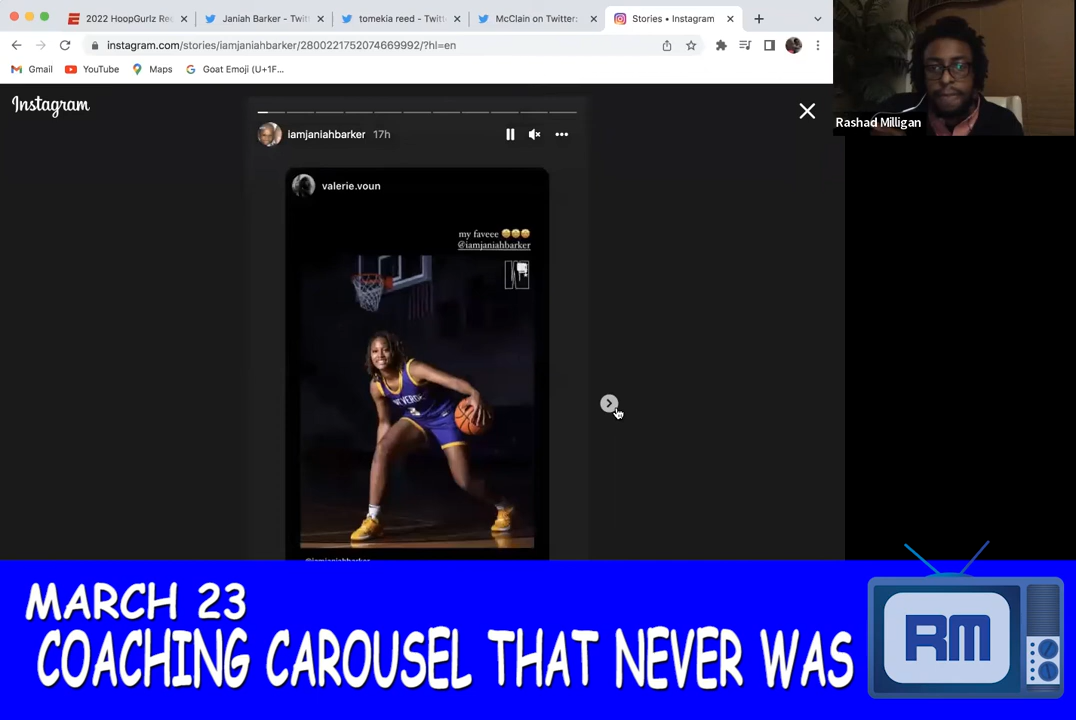 2022 HoopGurlz Re
Janiah Barker - Twit
tomekia reed - Twitt
McClain on Twitter:
Stories • Instagram
instagram.com/stories/iamjaniahbarker/2800221752074669992/?hl=en
Gmail
YouTube
Maps
Goat Emoji (U+1F...
Rashad Milligan
Instagram
iamjaniahbarker 17h
valerie.voun
my faveee 🤩🤩🤩
@iamjaniahbarker
@iamjaniahbarker
MARCH 23
COACHING CAROUSEL THAT NEVER WAS
RM